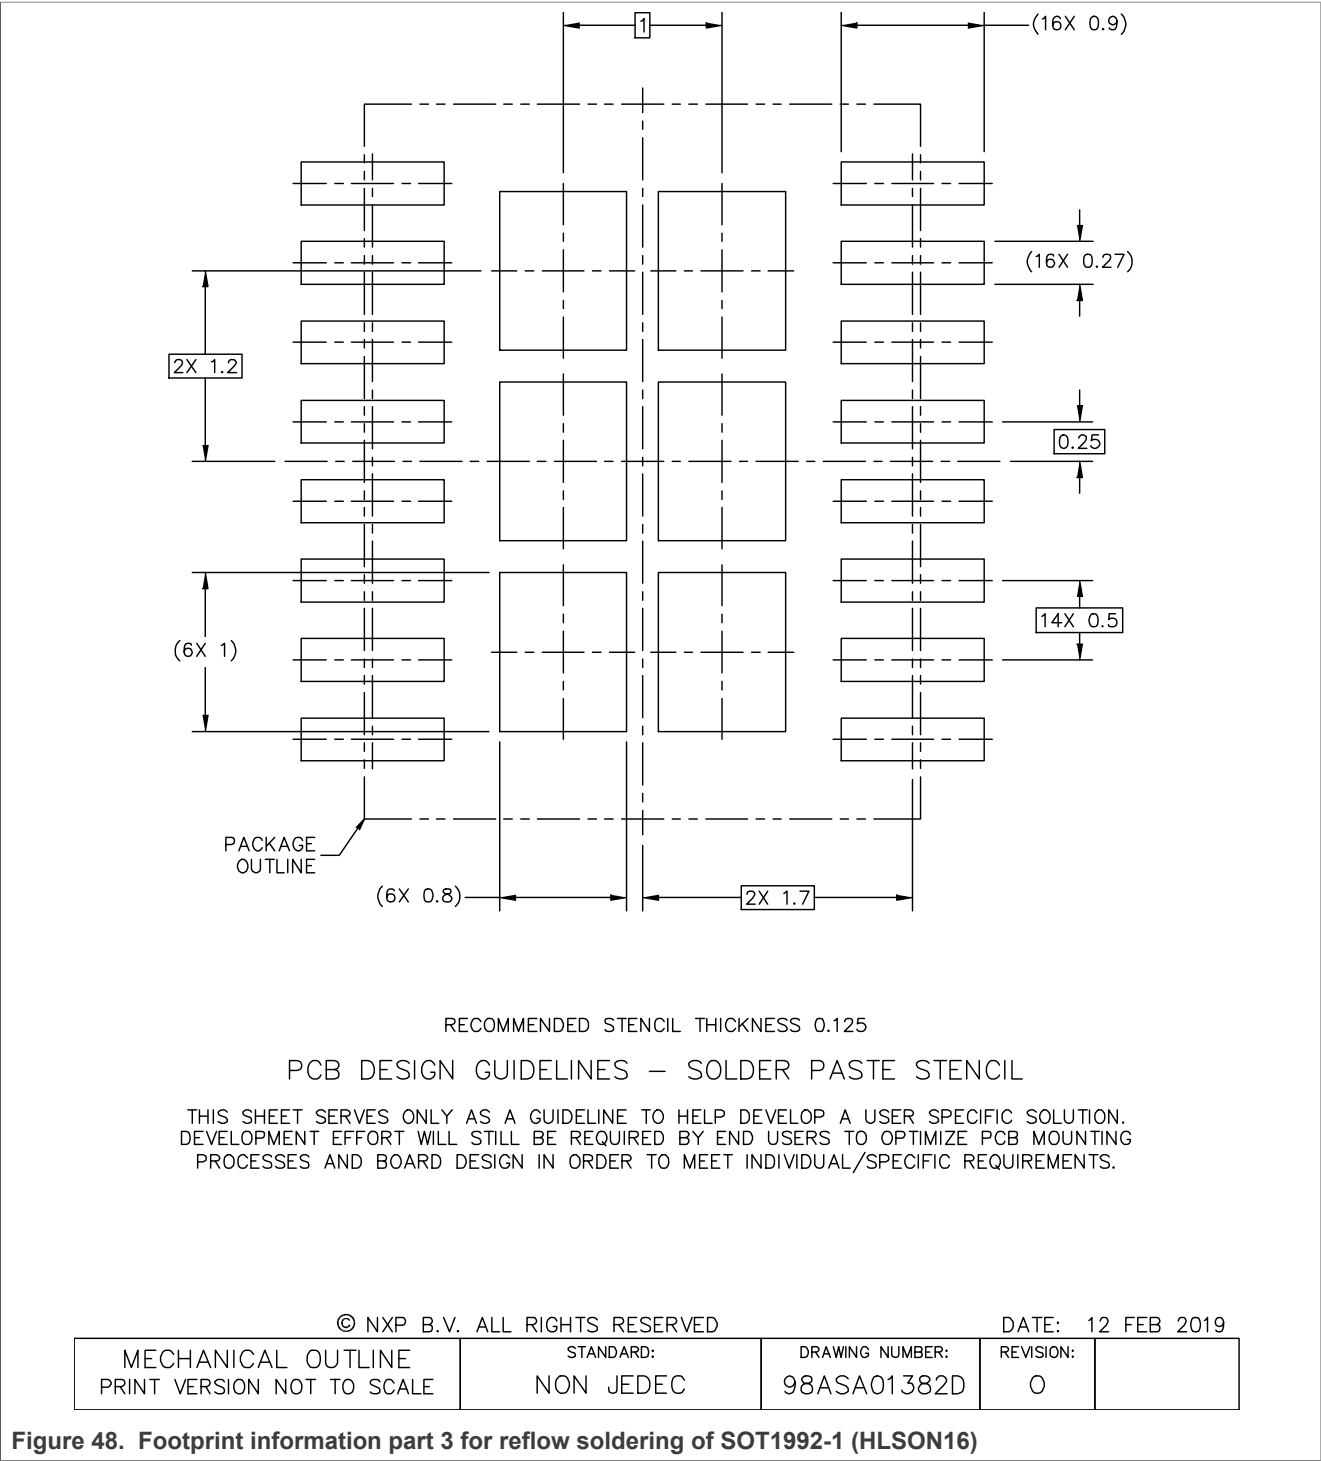 1
(16X 0.9)
(16X 0.27)
2X 1.2
0.25
14X 0.5
(6X 1)
PACKAGE
OUTLINE
(6X 0.8)
2X 1.7
RECOMMENDED STENCIL THICKNESS 0.125
PCB DESIGN GUIDELINES – SOLDER PASTE STENCIL
THIS SHEET SERVES ONLY AS A GUIDELINE TO HELP DEVELOP A USER SPECIFIC SOLUTION.
DEVELOPMENT EFFORT WILL STILL BE REQUIRED BY END USERS TO OPTIMIZE PCB MOUNTING
PROCESSES AND BOARD DESIGN IN ORDER TO MEET INDIVIDUAL/SPECIFIC REQUIREMENTS.
© NXP B.V. ALL RIGHTS RESERVED
DATE: 12 FEB 2019
MECHANICAL OUTLINE
PRINT VERSION NOT TO SCALE
STANDARD:
NON JEDEC
DRAWING NUMBER:
98ASA01382D
REVISION:
O
Figure 48. Footprint information part 3 for reflow soldering of SOT1992-1 (HLSON16)